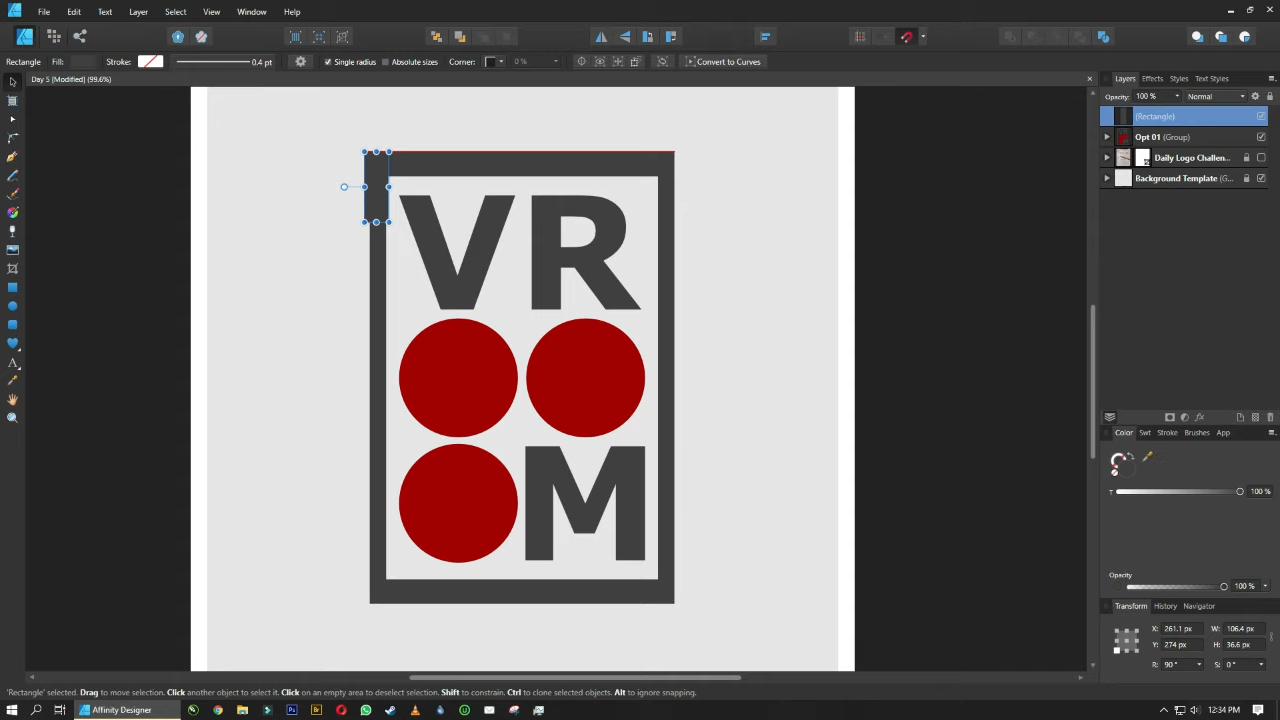 File Edit Text Layer Select View Window Help
Rectangle Fill: Stroke: 0.4 pt Single radius Absolute sizes Corner: 0 % Convert to Curves
Day 5 [Modified] (99.6%)
Layers Effects Styles Text Styles
Opacity: 100 % Normal
(Rectangle)
Opt 01 (Group)
Daily Logo Challen...
Background Template (G
VR
M
Color Swt Stroke Brushes App
T 100 %
Opacity
100 %
Transform History Navigator
X: 261.1 px W: 106.4 px
Y: 274 px H: 36.6 px
R: 90 ° S: 0 °
'Rectangle' selected. Drag to move selection. Click another object to select it. Click on an empty area to deselect selection. Shift to constrain. Ctrl to clone selected objects. Alt to ignore snapping.
Affinity Designer
12:34 PM